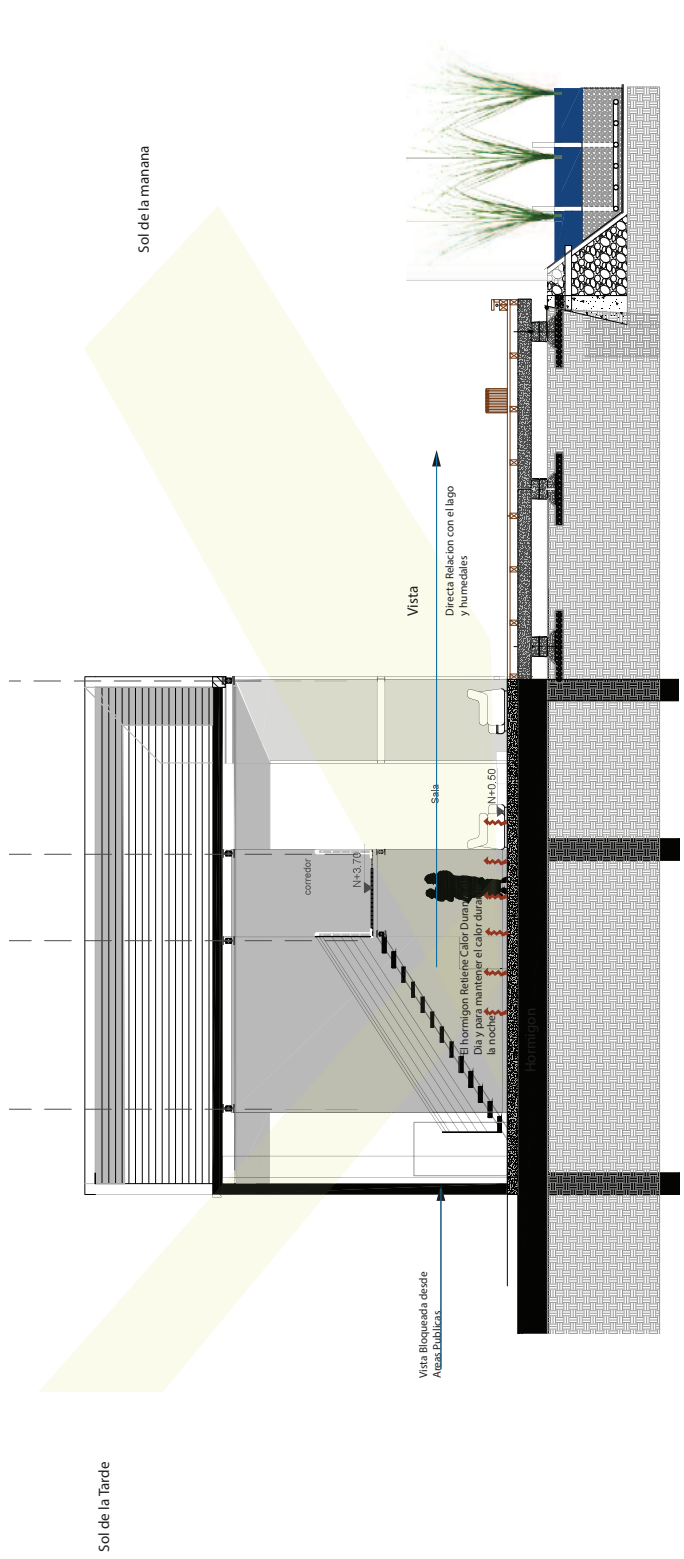 Sol de la Tarde
Sol de la manana
corredor
N+3.70
Vista
Directa Relacion con el lago
y humedales
Sala
N+0.50
Vista Bloqueada desde
Areas Publicas
El hormigon Retiene Calor Duran
Dia y para mantener el calor duran
la noche
Hormigon